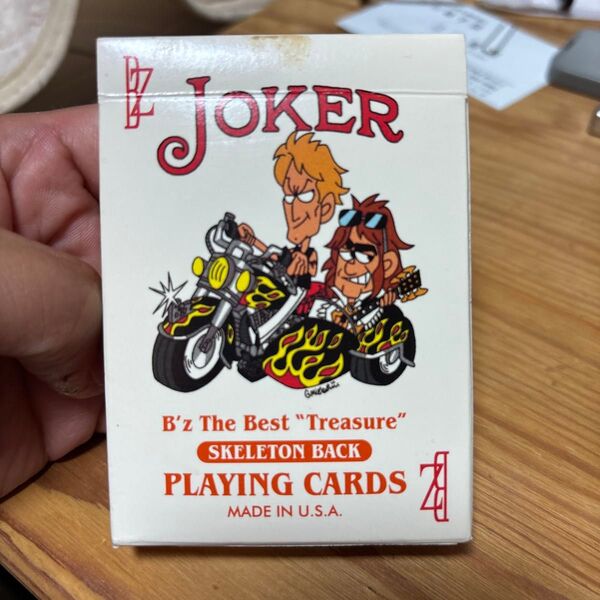 B'z
JOKER
B'z The Best "Treasure"
SKELETON BACK
PLAYING CARDS
MADE IN U.S.A.
B'z